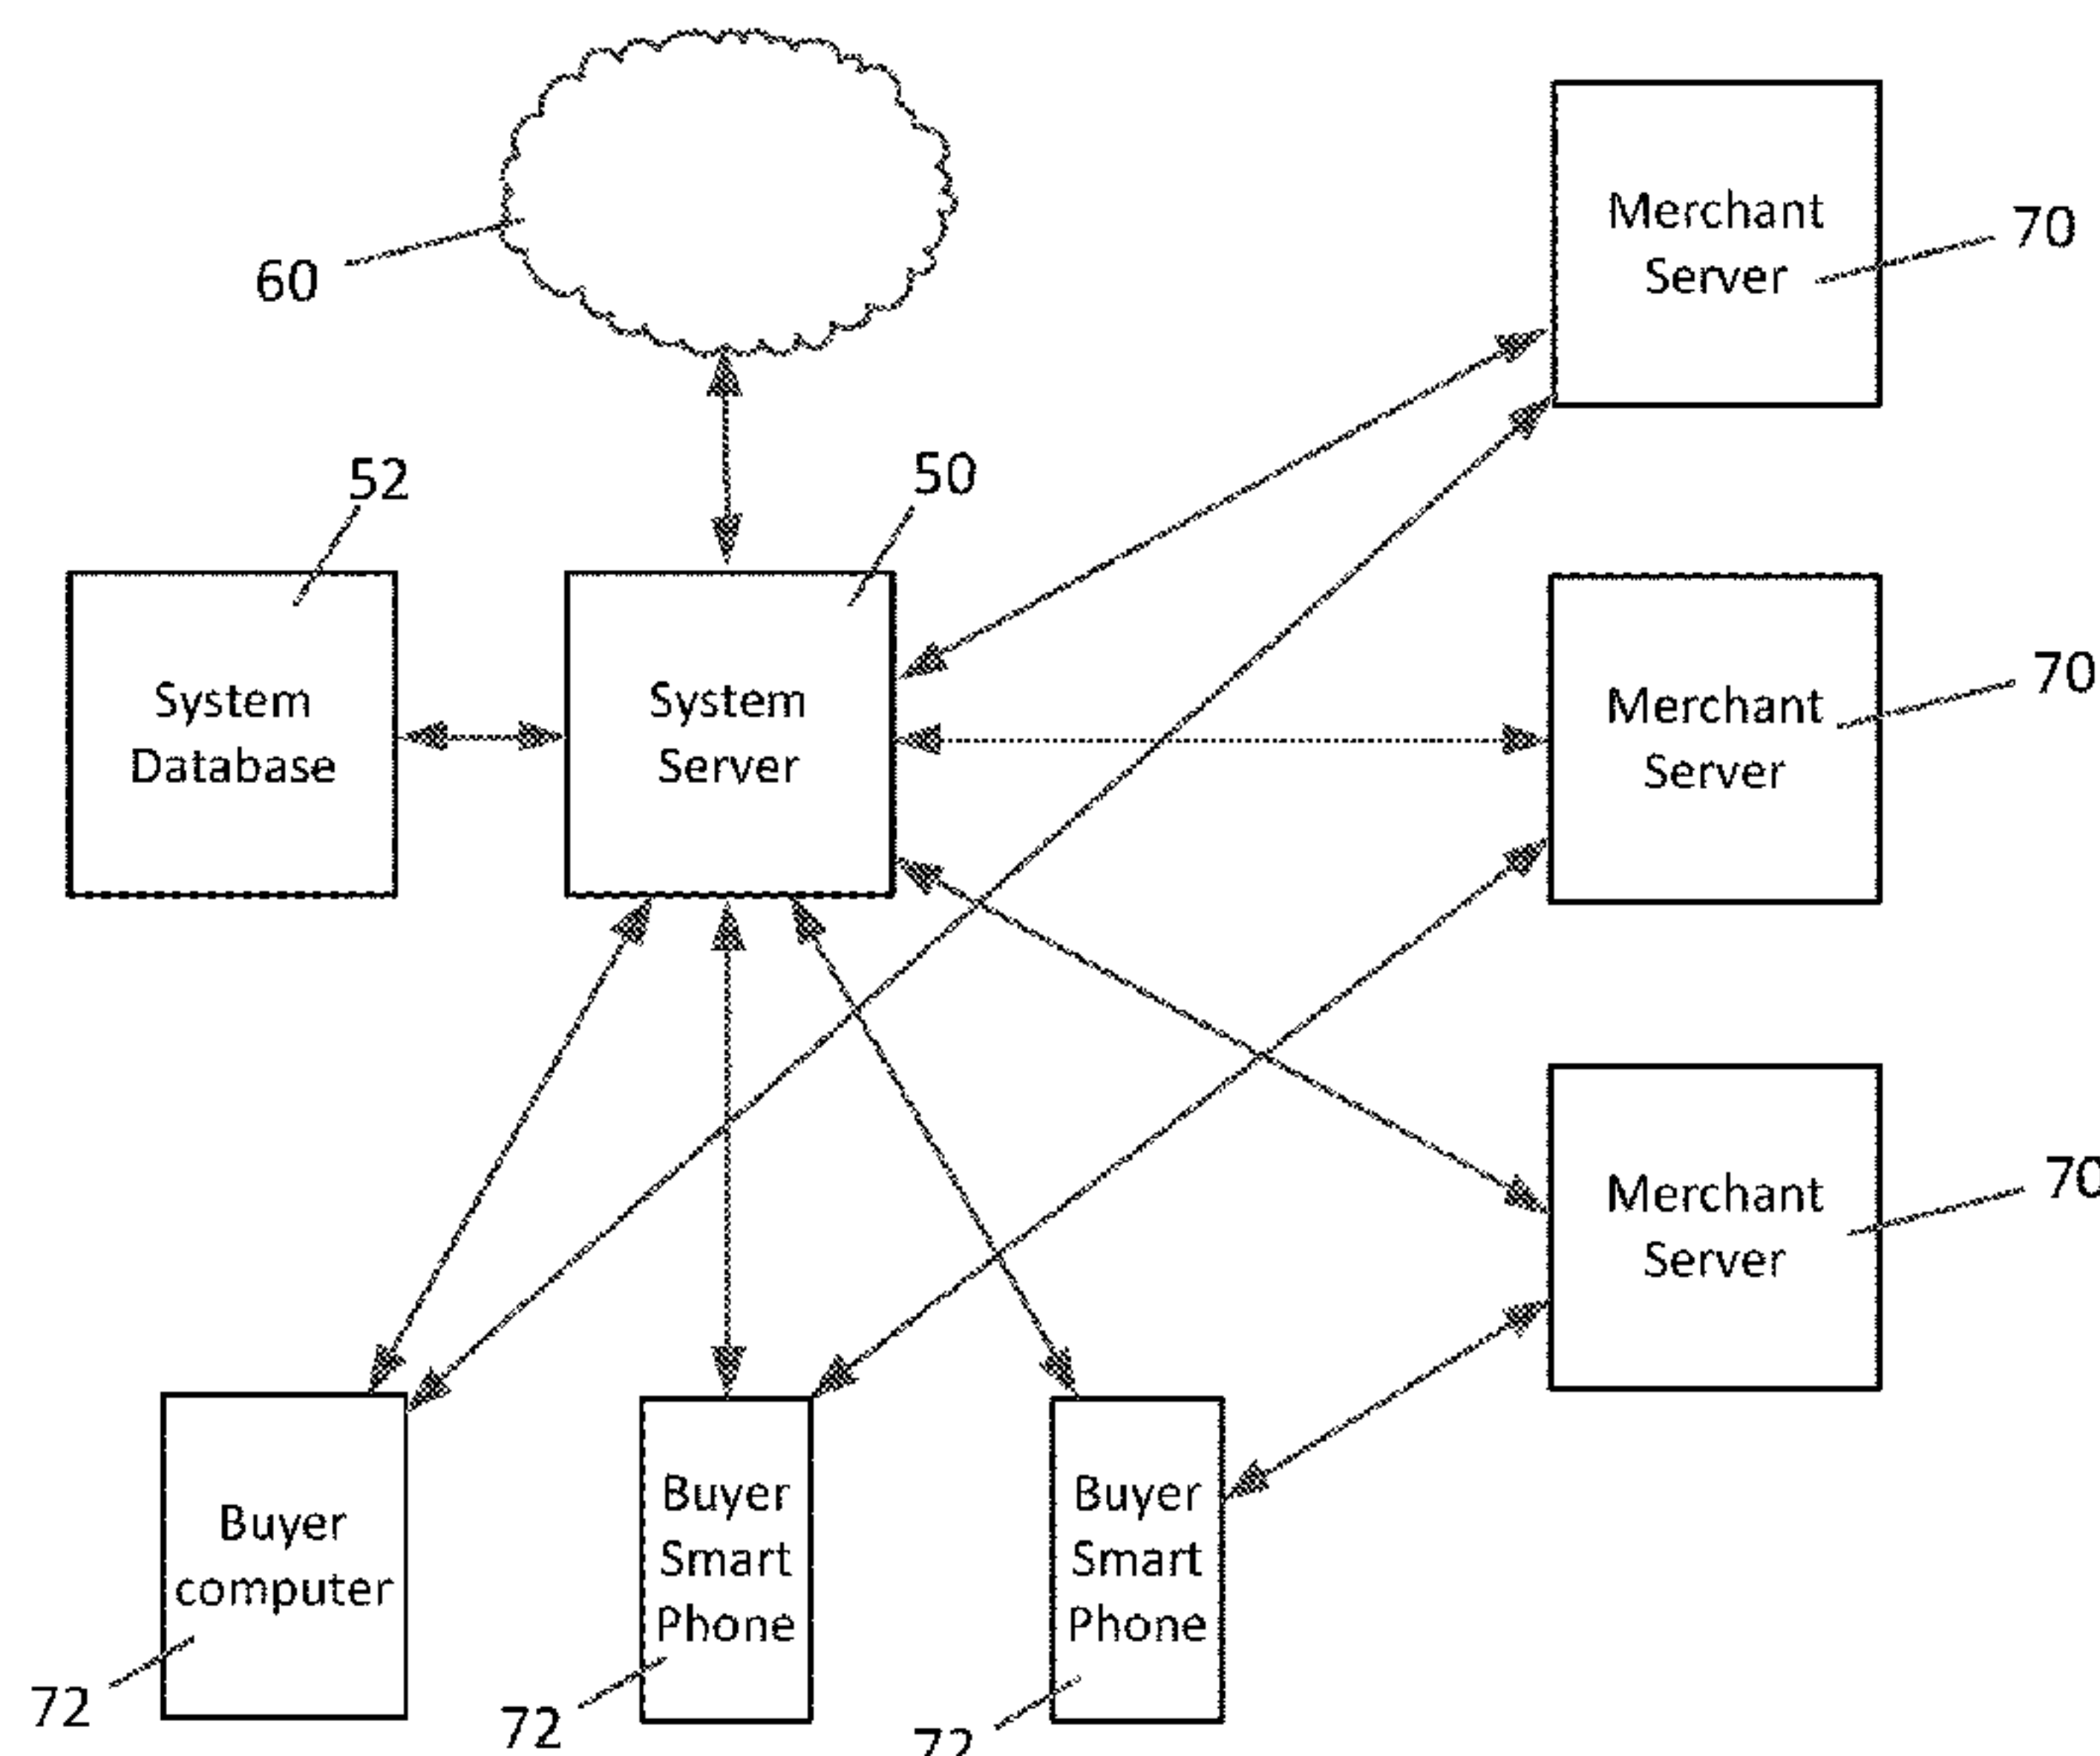 60
Merchant
Server
70
52
50
System
Database
System
Server
Merchant
Server
70
Merchant
Server
70
Buyer
computer
72
Buyer
Smart
Phone
72
Buyer
Smart
Phone
72